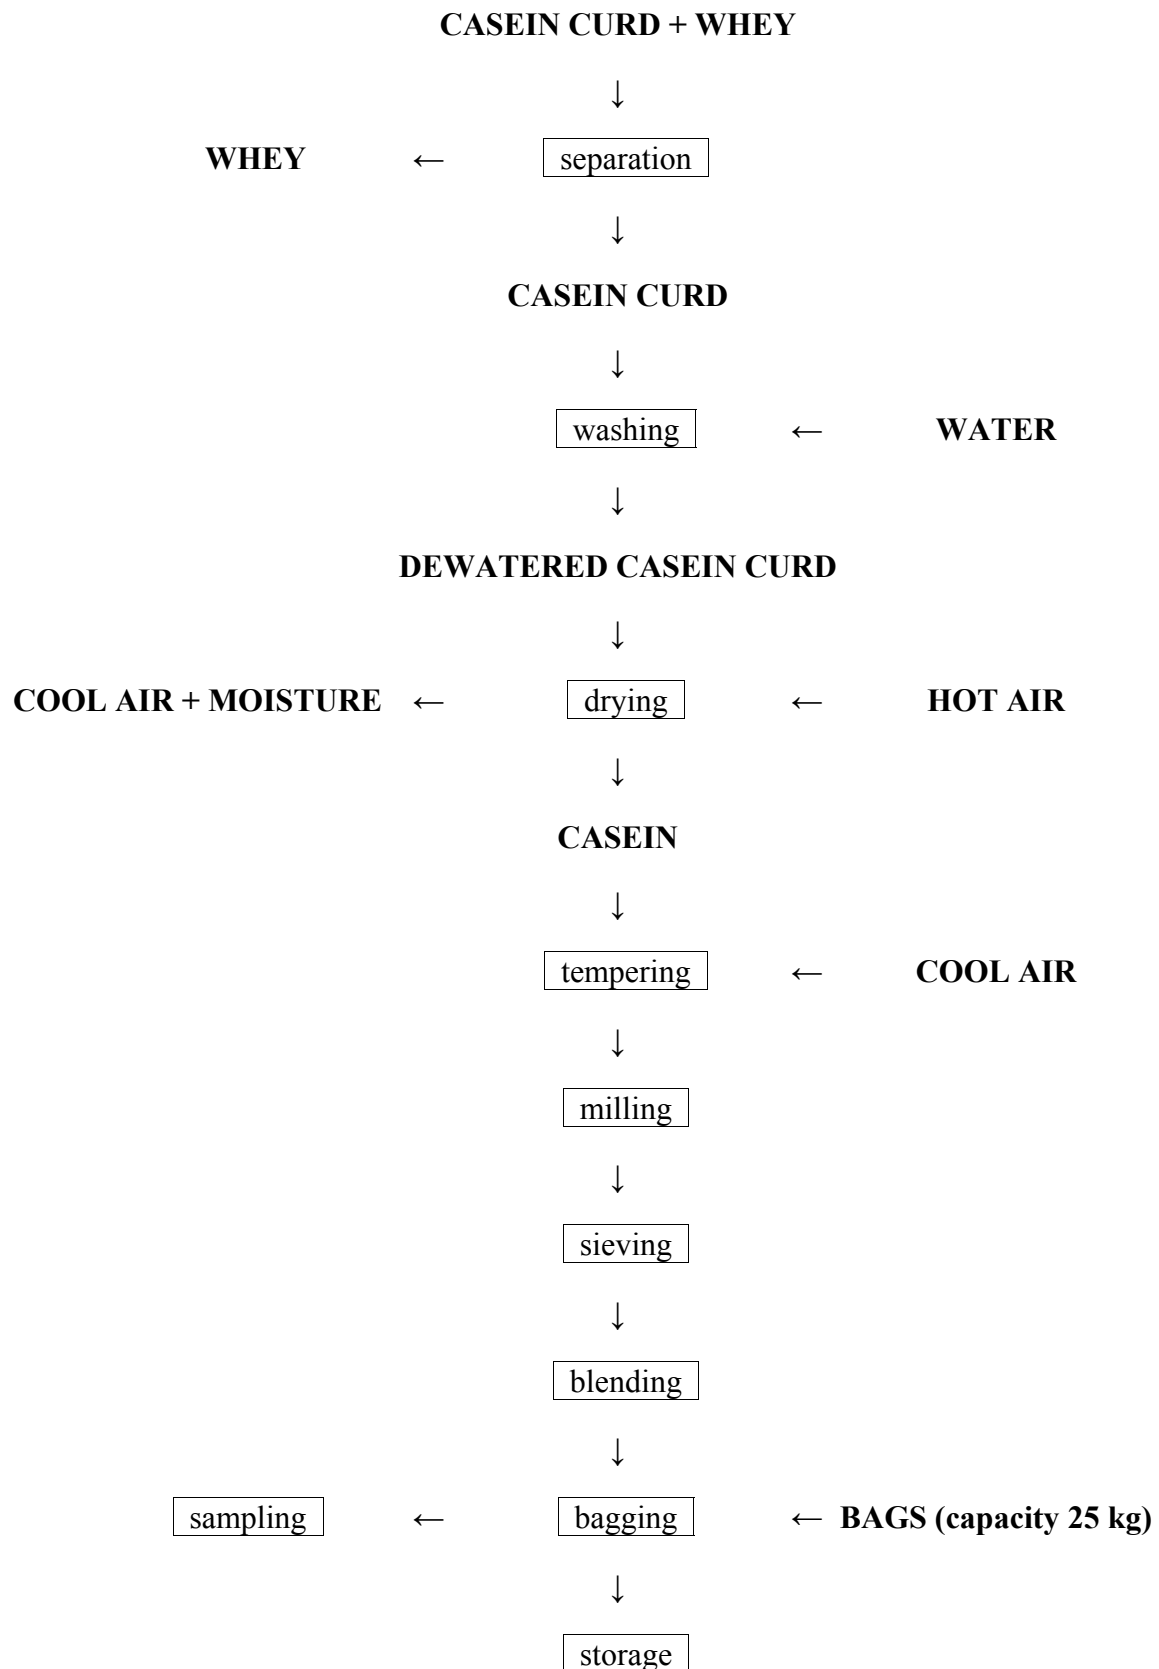 CASEIN CURD + WHEY
↓
WHEY ← separation
↓
CASEIN CURD
↓
washing ← WATER
↓
DEWATERED CASEIN CURD
↓
COOL AIR + MOISTURE ← drying ← HOT AIR
↓
CASEIN
↓
tempering ← COOL AIR
↓
milling
↓
sieving
↓
blending
↓
sampling ← bagging ← BAGS (capacity 25 kg)
↓
storage